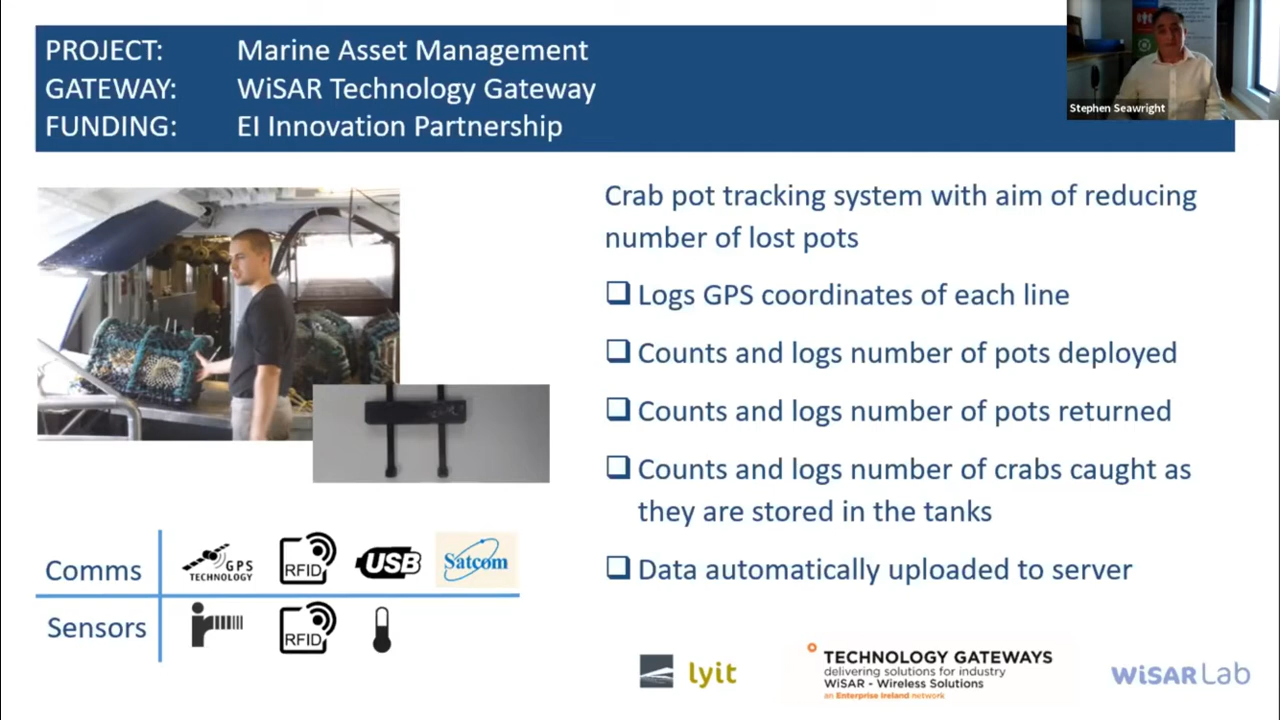 PROJECT: Marine Asset Management
GATEWAY: WiSAR Technology Gateway
FUNDING: EI Innovation Partnership
Stephen Seawright
Crab pot tracking system with aim of reducing
number of lost pots
Logs GPS coordinates of each line
Counts and logs number of pots deployed
Counts and logs number of pots returned
Counts and logs number of crabs caught as
they are stored in the tanks
Data automatically uploaded to server
Comms
GPS
TECHNOLOGY
RFID
USB
Satcom
Sensors
RFID
lyit
TECHNOLOGY GATEWAYS
delivering solutions for industry
WiSAR - Wireless Solutions
an Enterprise Ireland network
WiSAR Lab